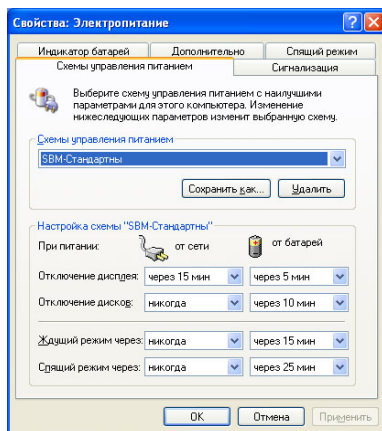 Свойства: Электропитание
Индикатор батарей Дополнительно Спящий режим
Схемы управления питанием Сигнализация
Выберите схему управления питанием с наилучшими
параметрами для этого компьютера. Изменение
нижеследующих параметров изменит выбранную схему.
Схемы управления питанием
SBM-Стандартны
Сохранить как... Удалить
Настройка схемы "SBM-Стандартны"
При питании: от сети от батарей
Отключение дисплея: через 15 мин через 5 мин
Отключение дисков: никогда через 10 мин
Ждущий режим через: никогда через 15 мин
Спящий режим через: никогда через 25 мин
OK Отмена Применить